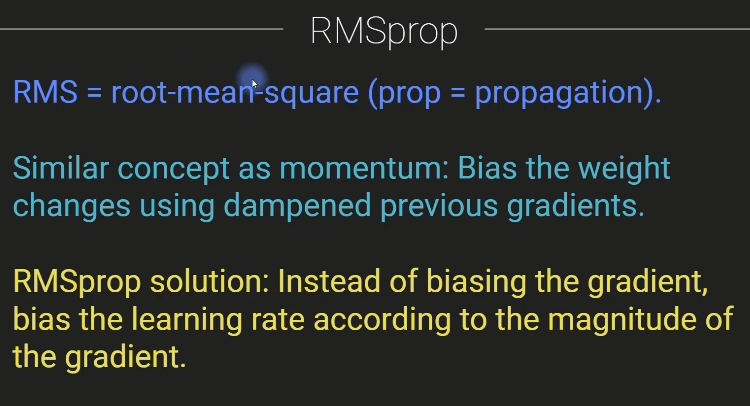 RMSprop
RMS = root-mean-square (prop = propagation).
Similar concept as momentum: Bias the weight
changes using dampened previous gradients.
RMSprop solution: Instead of biasing the gradient,
bias the learning rate according to the magnitude of
the gradient.